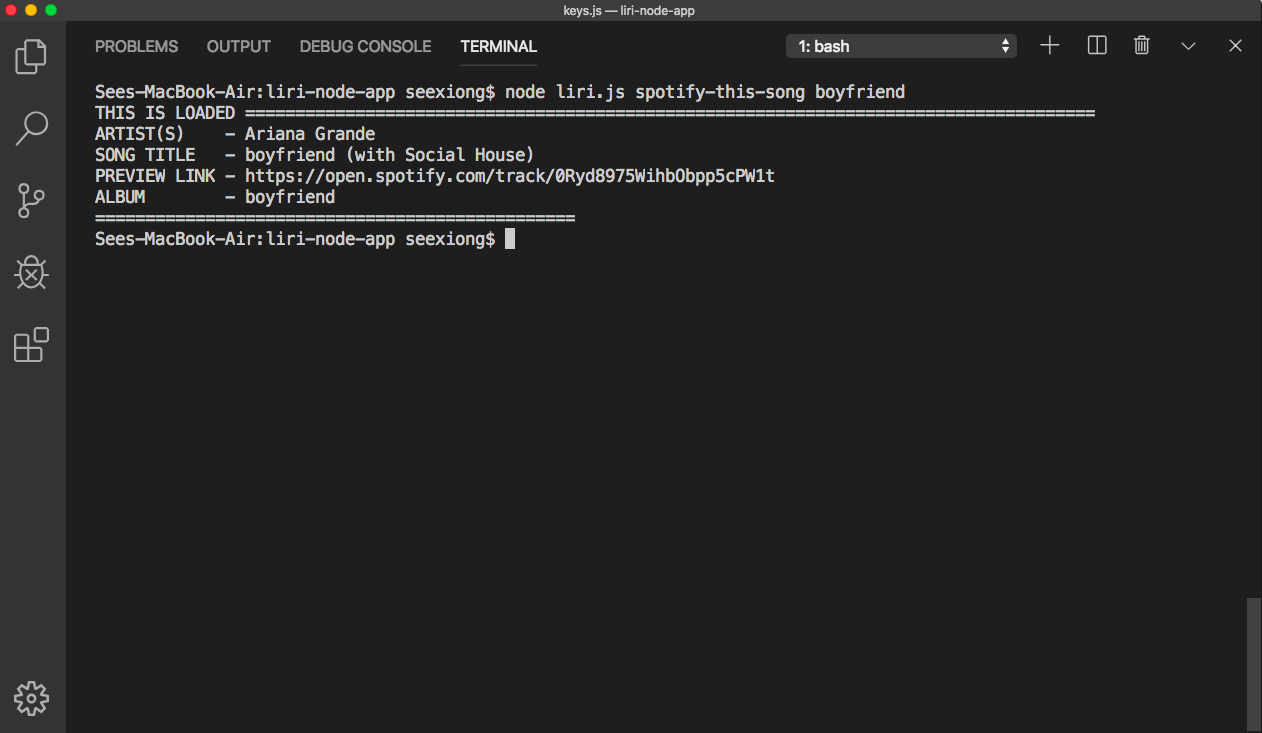 keys.js — liri-node-app
PROBLEMS OUTPUT DEBUG CONSOLE TERMINAL 1: bash
Sees-MacBook-Air:liri-node-app seexiong$ node liri.js spotify-this-song boyfriend
THIS IS LOADED =====================================================================================
ARTIST(S)    - Ariana Grande
SONG TITLE   - boyfriend (with Social House)
PREVIEW LINK - https://open.spotify.com/track/0Ryd8975WihbObpp5cPW1t
ALBUM        - boyfriend
================================================
Sees-MacBook-Air:liri-node-app seexiong$